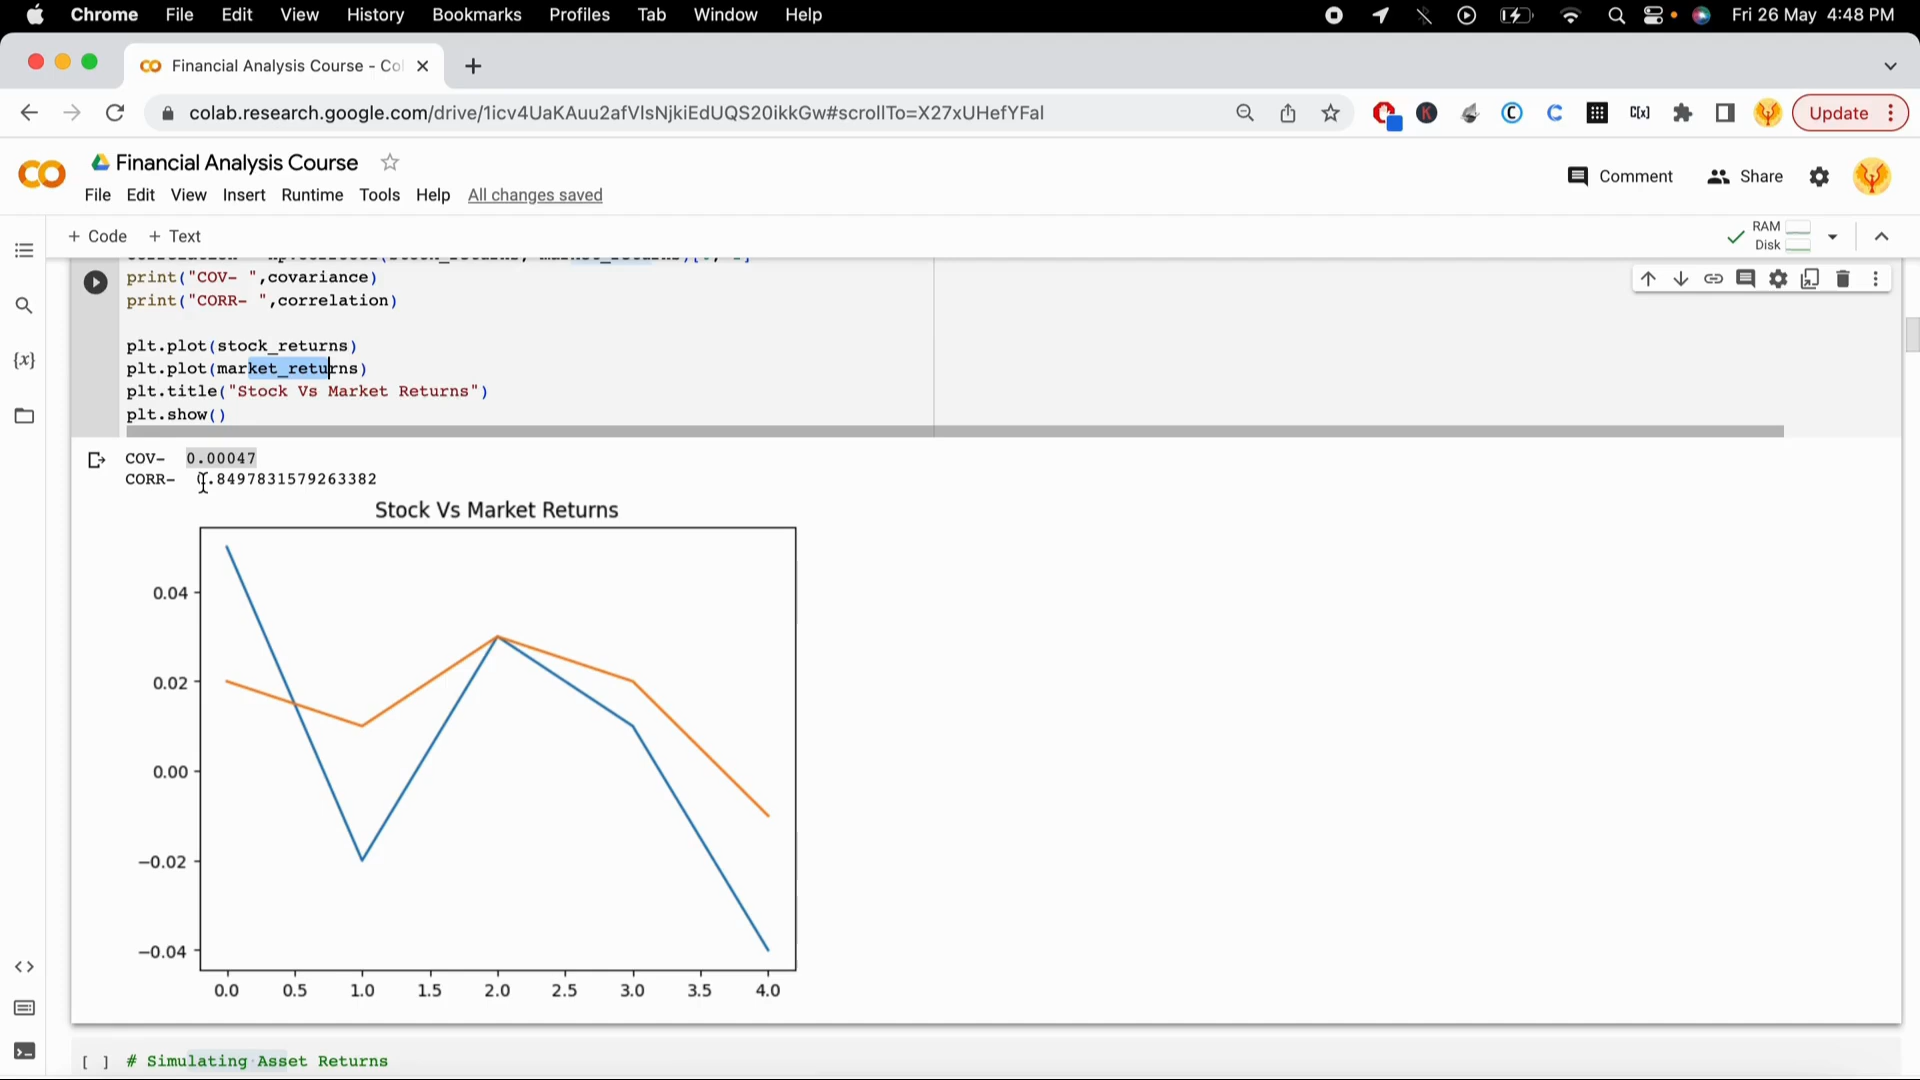 Chrome File Edit View History Bookmarks Profiles Tab Window Help Fri 26 May 4:48 PM
Financial Analysis Course - Co
colab.research.google.com/drive/1icv4UaKAuu2afVlsNjkiEdUQS20ikkGw#scrollTo=X27xUHefYFal Update
Financial Analysis Course
Comment Share
File Edit View Insert Runtime Tools Help All changes saved
+ Code + Text
RAM
Disk
print("COV- ",covariance)
print("CORR- ",correlation)
plt.plot(stock_returns)
plt.plot(market_returns)
plt.title("Stock Vs Market Returns")
plt.show()
COV- 0.00047
CORR- 0.8497831579263382
Stock Vs Market Returns
0.04
0.02
0.00
−0.02
−0.04
0.0 0.5 1.0 1.5 2.0 2.5 3.0 3.5 4.0
[ ] # Simulating Asset Returns